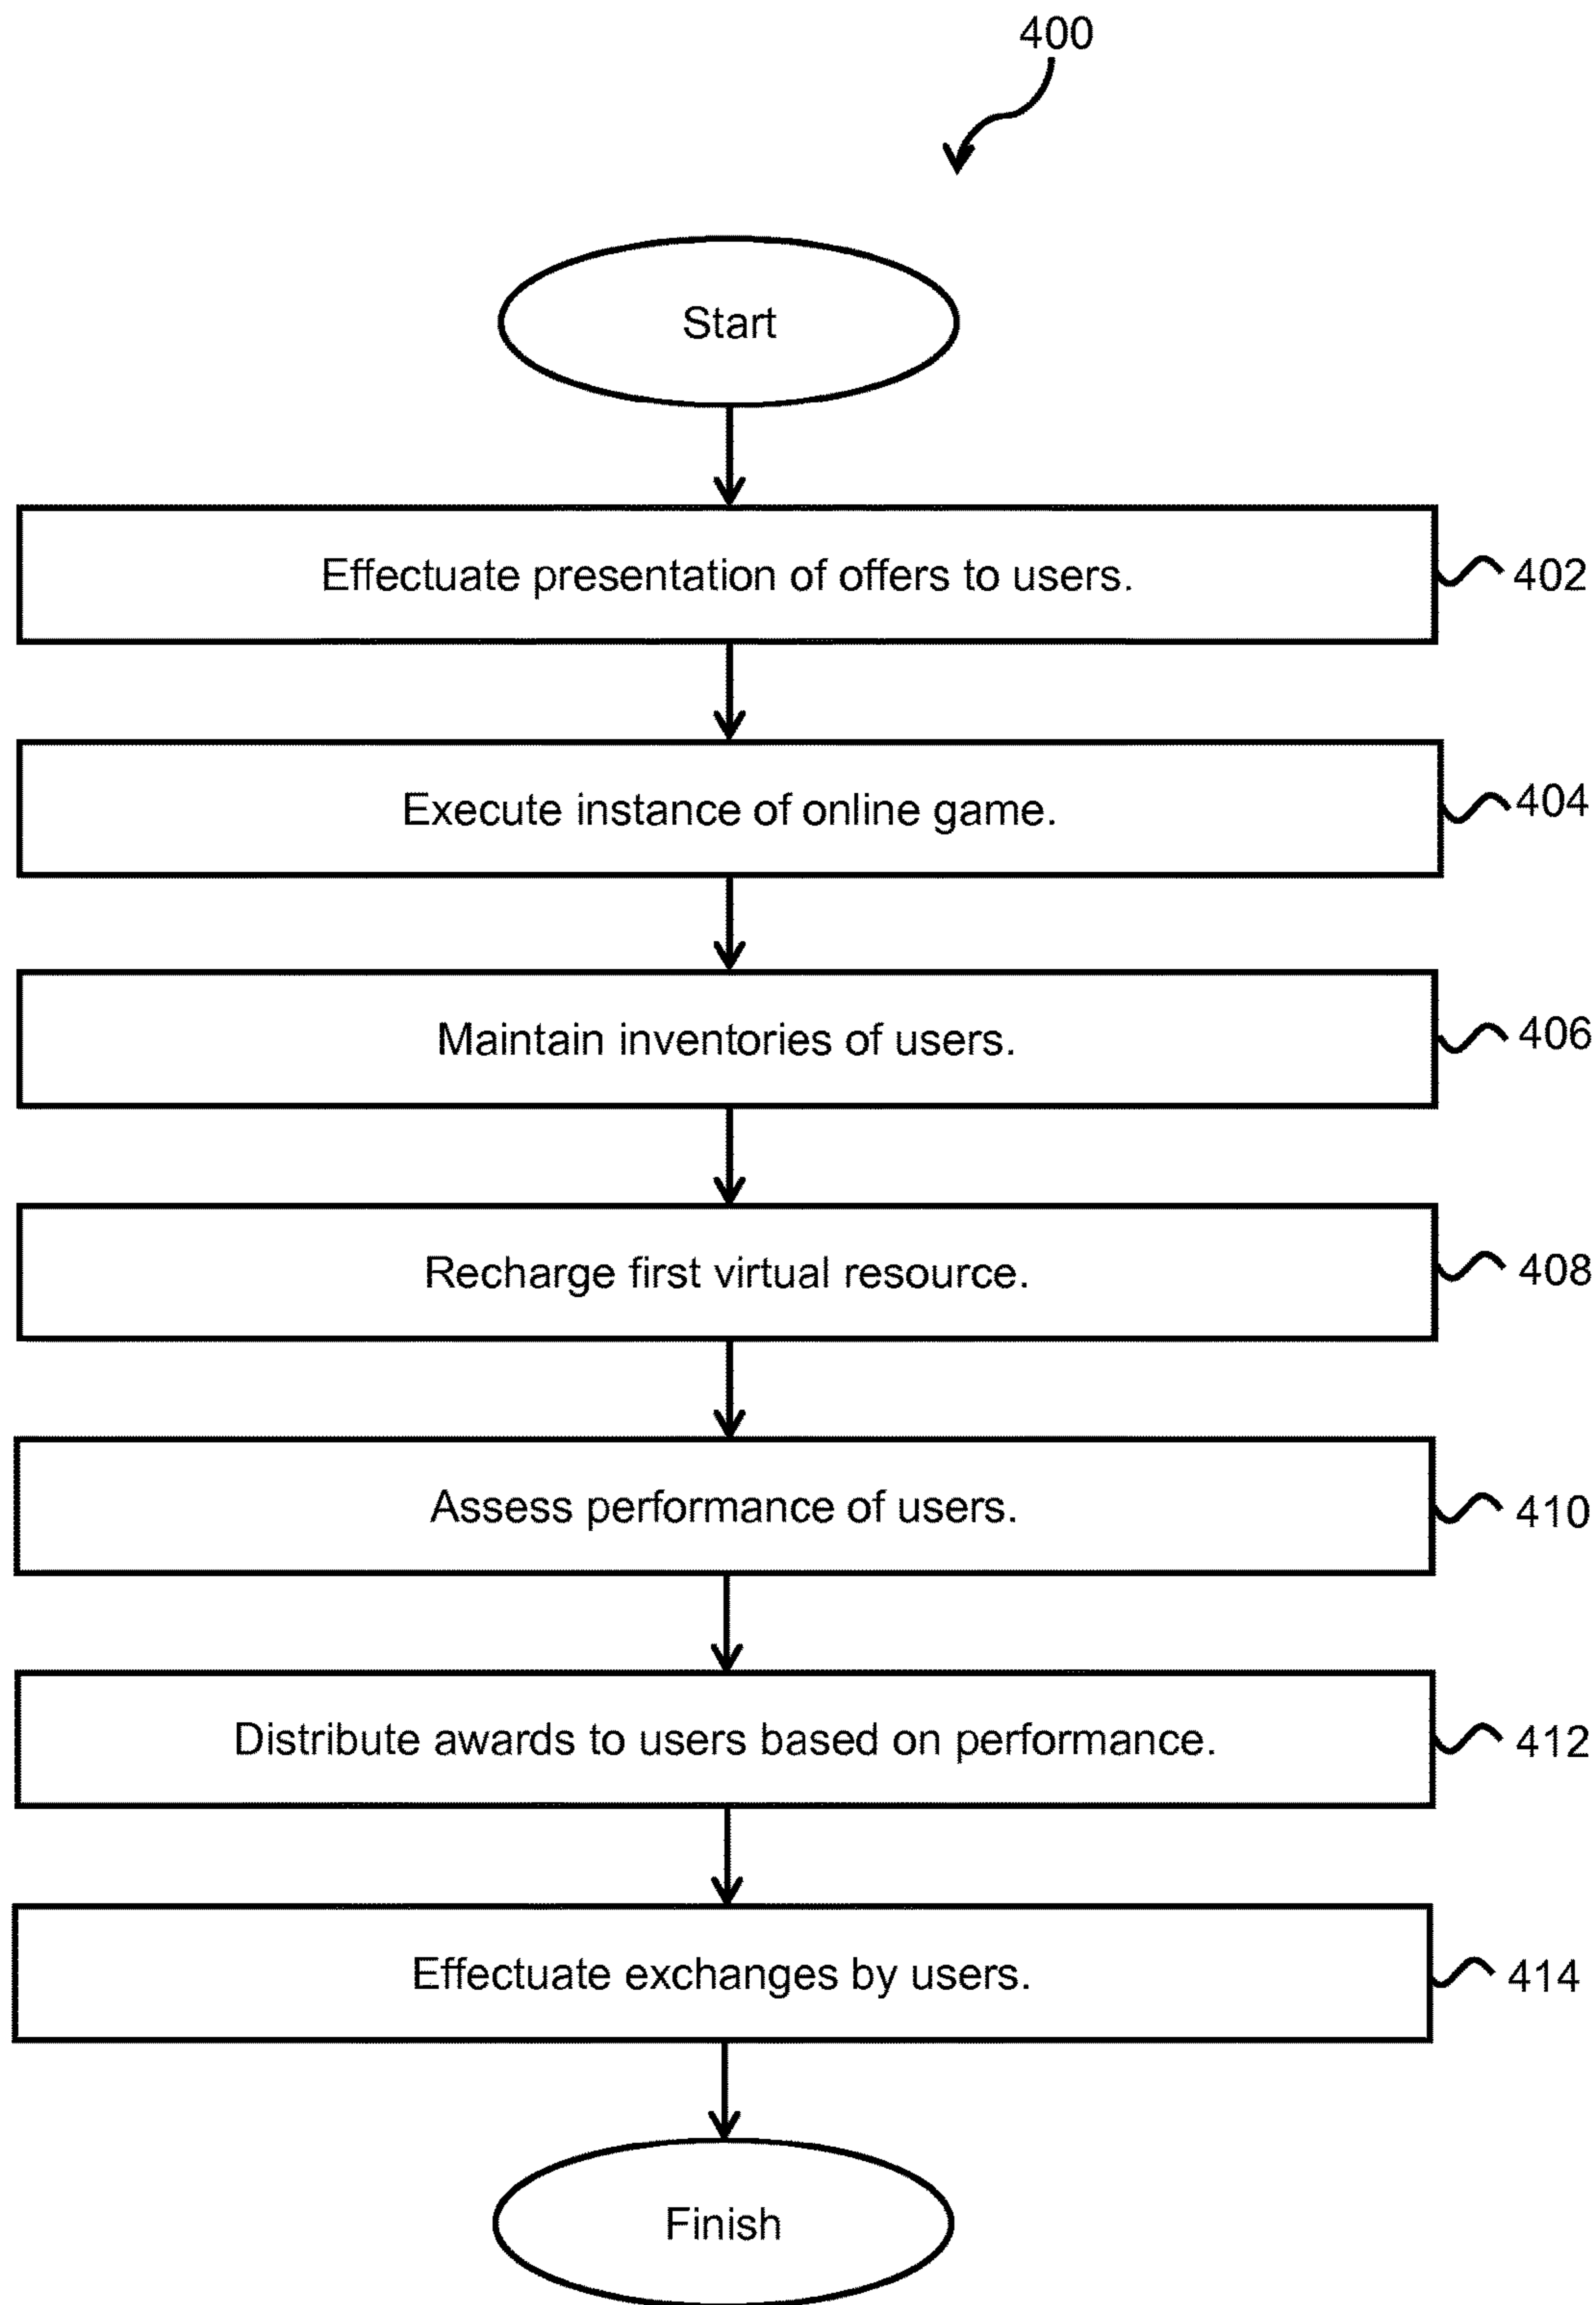 400
Start
Effectuate presentation of offers to users.
402
Execute instance of online game.
404
Maintain inventories of users.
406
Recharge first virtual resource.
408
Assess performance of users.
410
Distribute awards to users based on performance.
412
Effectuate exchanges by users.
414
Finish